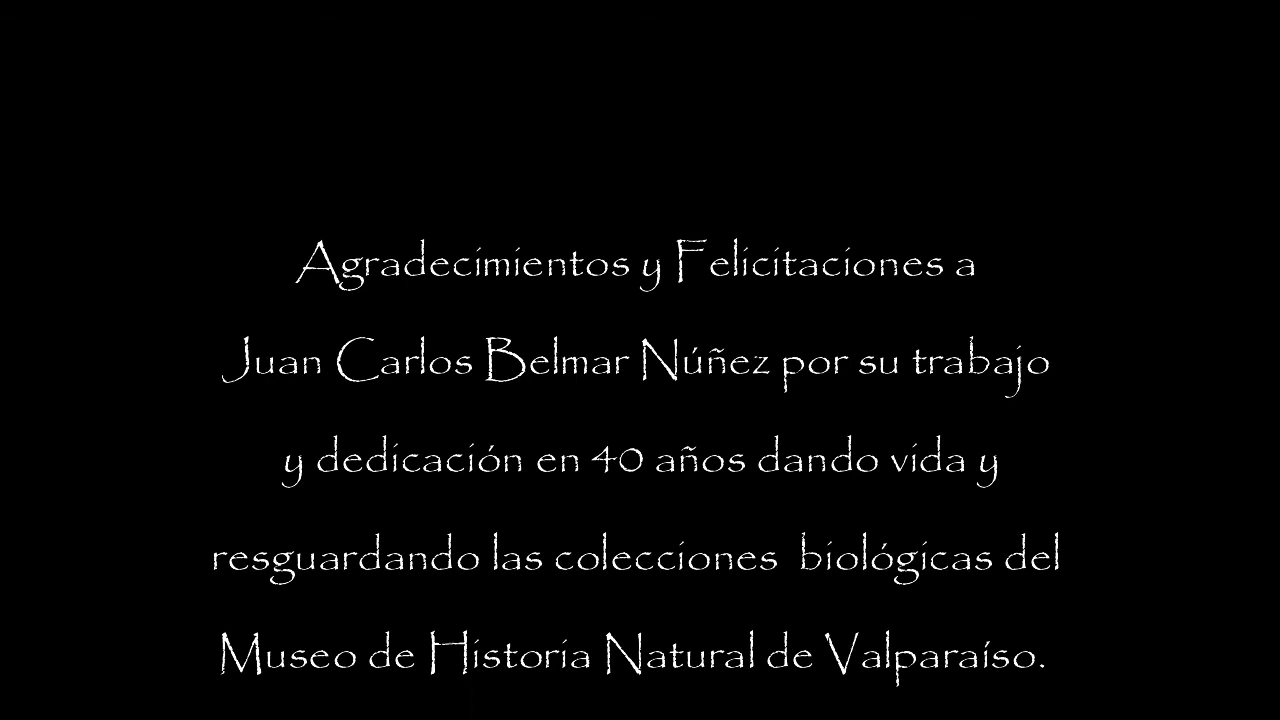 Agradecimientos y Felicitaciones a
Juan Carlos Belmar Núñez por su trabajo
y dedicación en 40 años dando vida y
resguardando las colecciones  biológicas del
Museo de Historia Natural de Valparaíso.